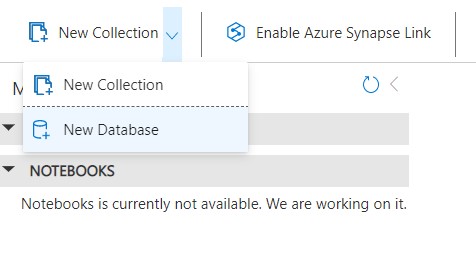 New Collection
Enable Azure Synapse Link
M
New Collection
New Database
NOTEBOOKS
Notebooks is currently not available. We are working on it.